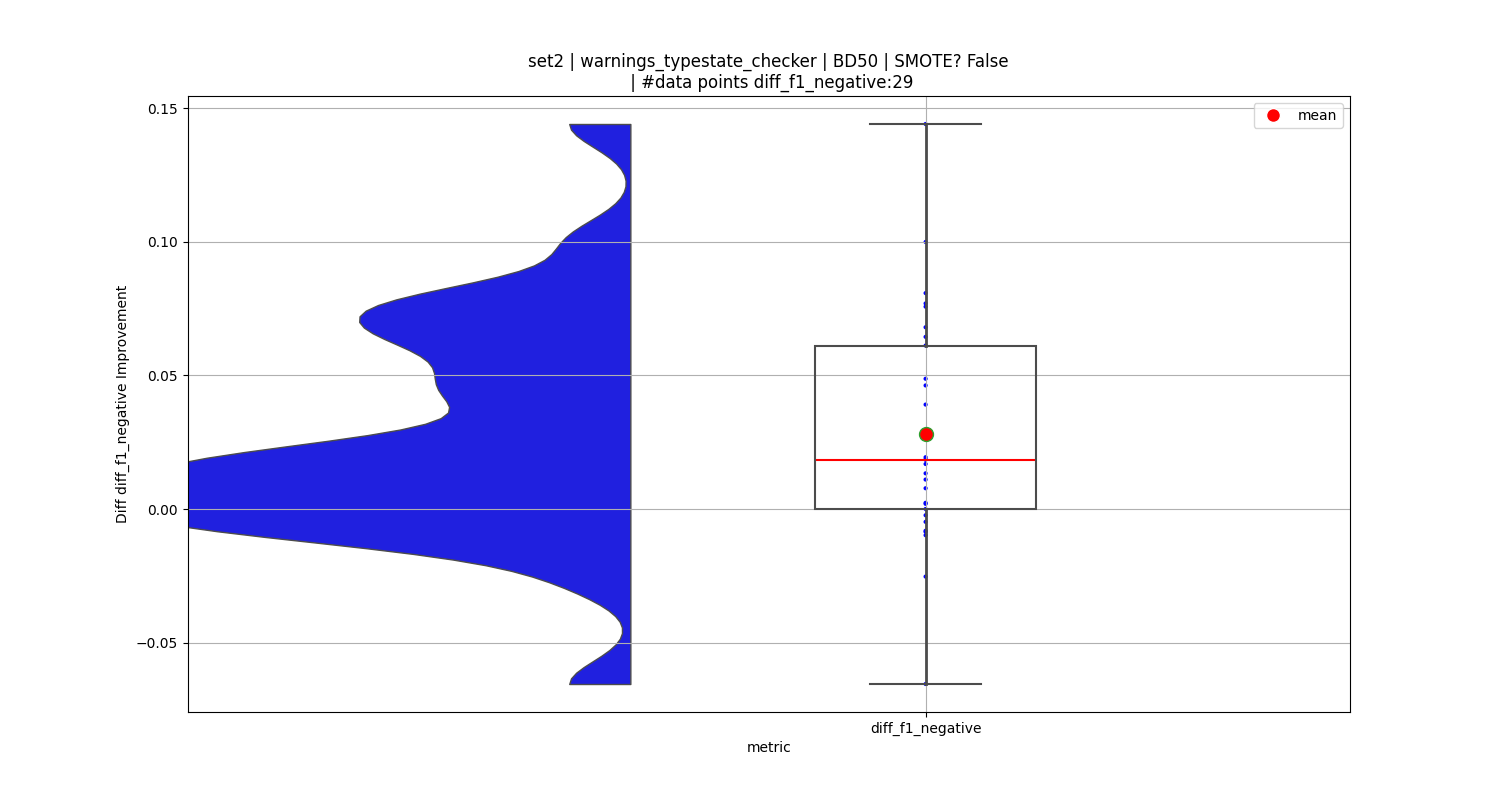 set2 | warnings_typestate_checker | BD50 | SMOTE? False
| #data points diff_f1_negative:29
0.15
0.10
0.05
0.00
−0.05
Diff diff_f1_negative Improvement
mean
diff_f1_negative
metric